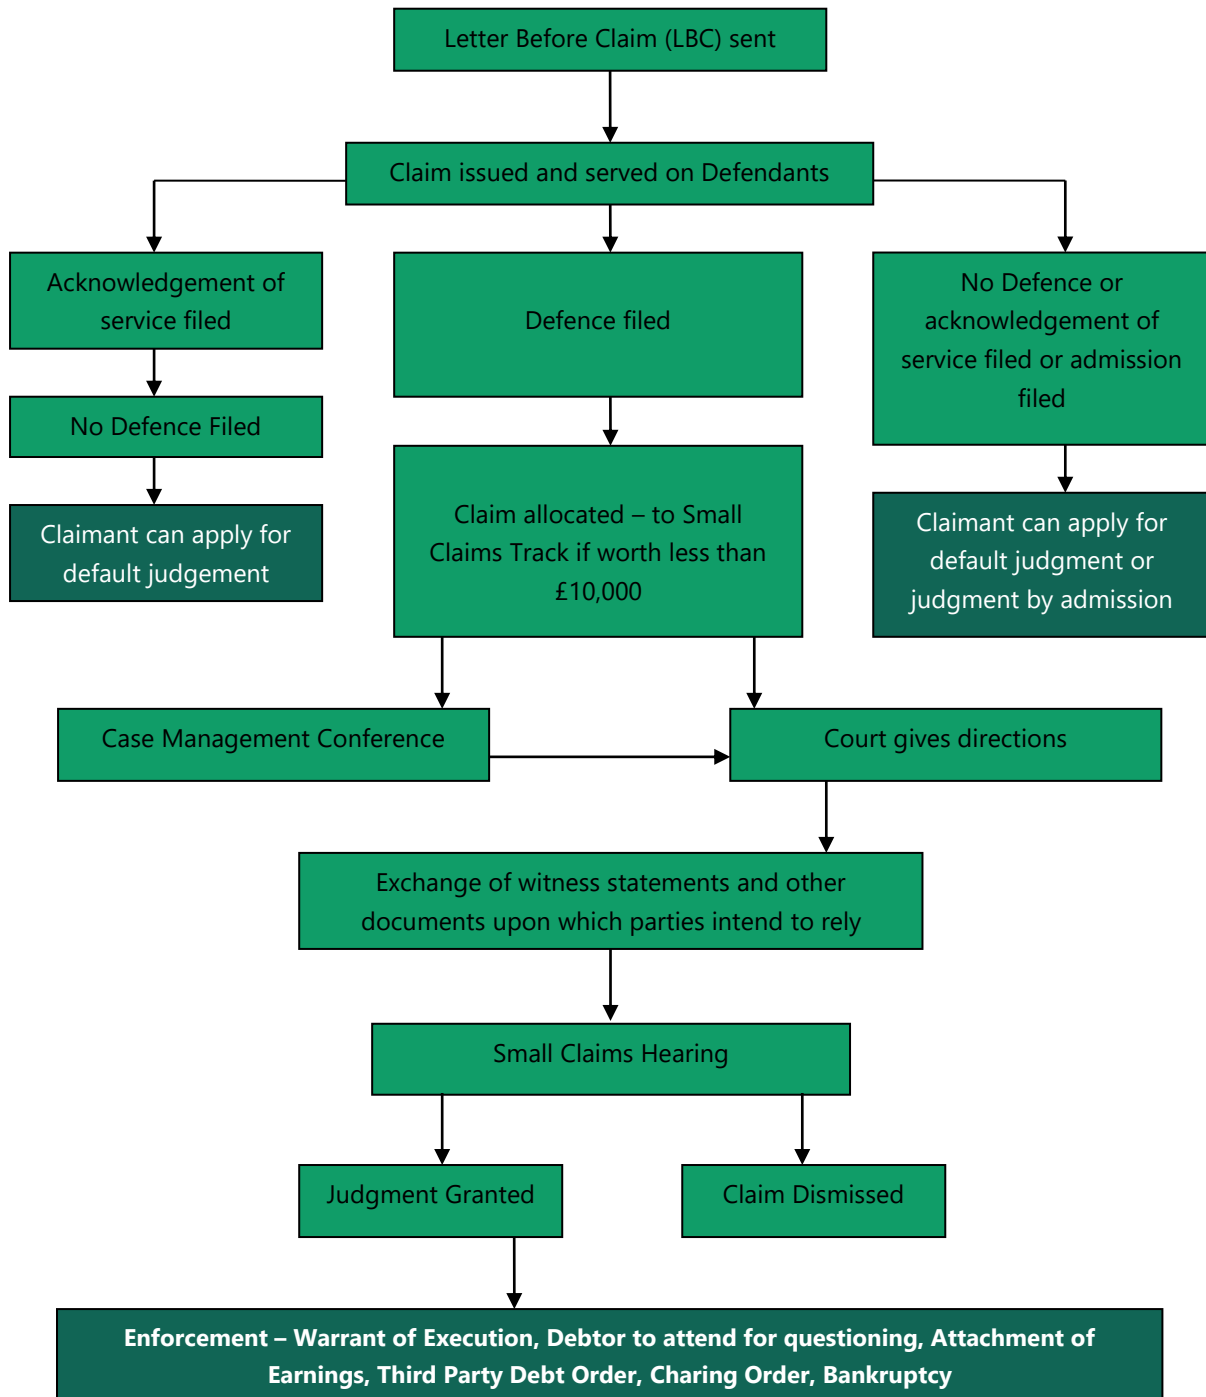 Letter Before Claim (LBC) sent
Claim issued and served on Defendants
Acknowledgement of
service filed
Defence filed
No Defence or
acknowledgement of
service filed or admission
filed
No Defence Filed
Claimant can apply for
default judgement
Claim allocated – to Small
Claims Track if worth less than
£10,000
Claimant can apply for
default judgment or
judgment by admission
Case Management Conference
Court gives directions
Exchange of witness statements and other
documents upon which parties intend to rely
Small Claims Hearing
Judgment Granted
Claim Dismissed
Enforcement – Warrant of Execution, Debtor to attend for questioning, Attachment of
Earnings, Third Party Debt Order, Charing Order, Bankruptcy